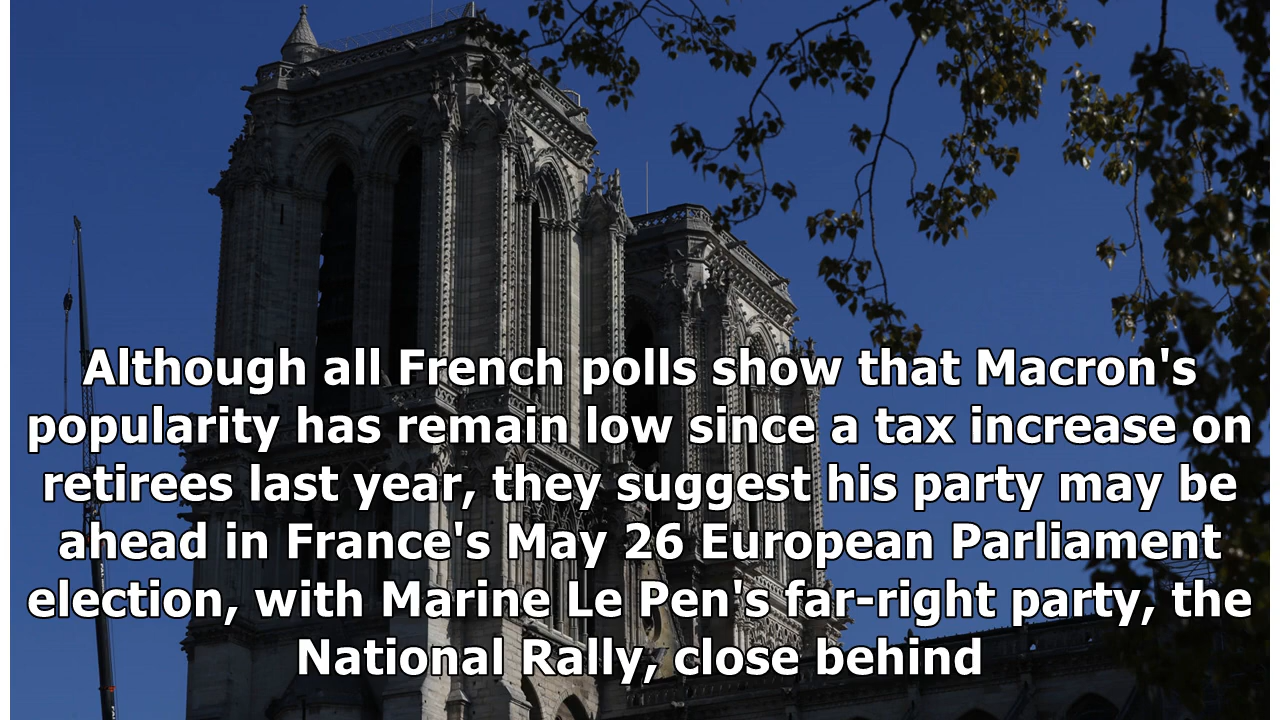 Although all French polls show that Macron's
popularity has remain low since a tax increase on
retirees last year, they suggest his party may be
ahead in France's May 26 European Parliament
election, with Marine Le Pen's far-right party, the
National Rally, close behind